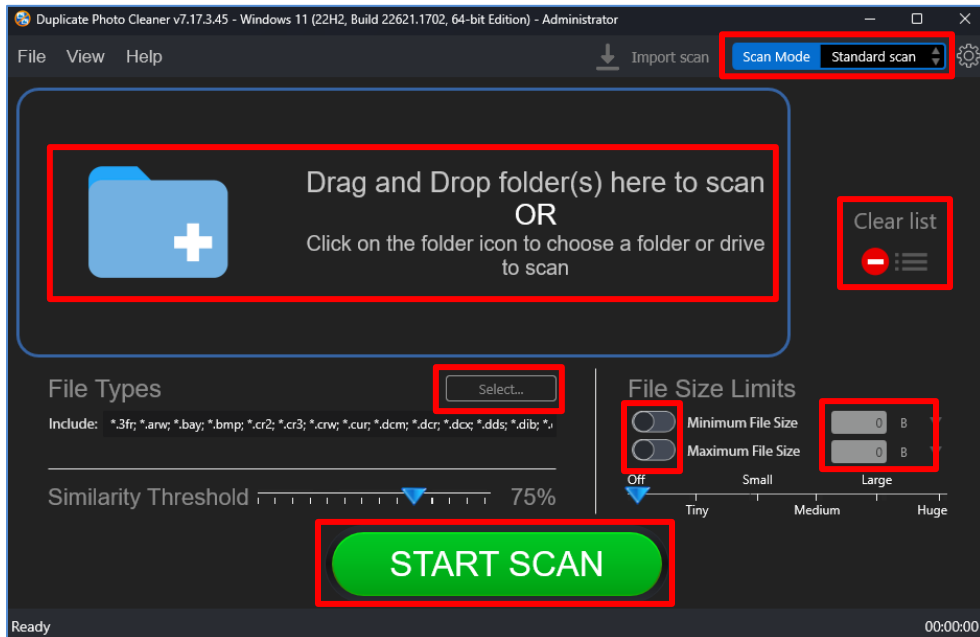 Duplicate Photo Cleaner v7.17.3.45 - Windows 11 (22H2, Build 22621.1702, 64-bit Edition) - Administrator
File View Help
Import scan
Scan Mode Standard scan
Drag and Drop folder(s) here to scan
OR
Click on the folder icon to choose a folder or drive
to scan
Clear list
File Types
Select...
Include: *.3fr; *.arw; *.bay; *.bmp; *.cr2; *.cr3; *.crw; *.cur; *.dcm; *.dcr; *.dcx; *.dds; *.dib;
Similarity Threshold 75%
File Size Limits
Minimum File Size 0 B
Maximum File Size 0 B
Off Small Large
Tiny Medium Huge
START SCAN
Ready 00:00:00